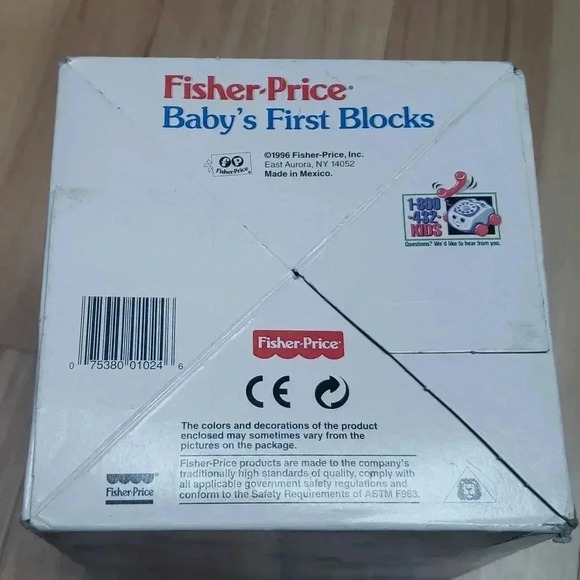 Fisher-Price®
Baby's First Blocks
Fisher-Price®
©1996 Fisher-Price, Inc.
East Aurora, NY 14052
Made in Mexico.
1-800
-432-
KIDS
Questions? We'd like to hear from you.
0 75380 01024 6
Fisher-Price®
CE
The colors and decorations of the product
enclosed may sometimes vary from the
pictures on the package.
Fisher-Price products are made to the company's
traditionally high standards of quality, comply with
all applicable government safety regulations and
conform to the Safety Requirements of ASTM F963.
Fisher-Price